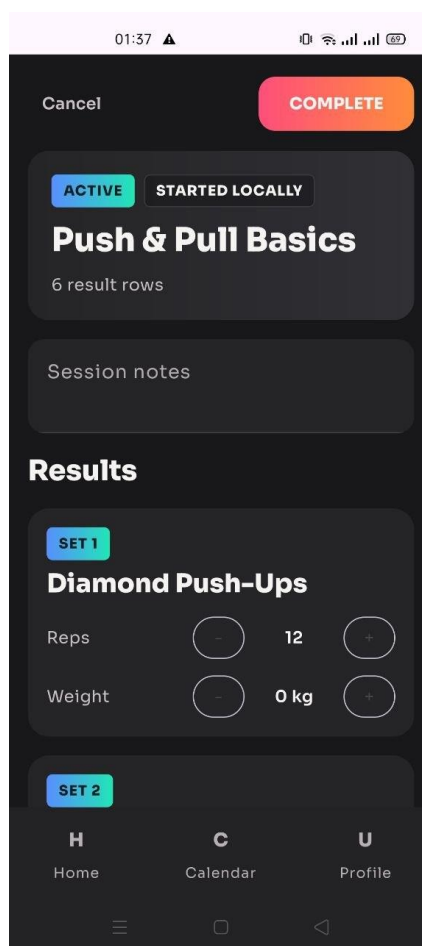 01:37 69
Cancel COMPLETE
ACTIVE STARTED LOCALLY
Push & Pull Basics
6 result rows
Session notes
Results
SET 1
Diamond Push-Ups
Reps - 12 +
Weight - 0 kg +
SET 2
H C U
Home Calendar Profile